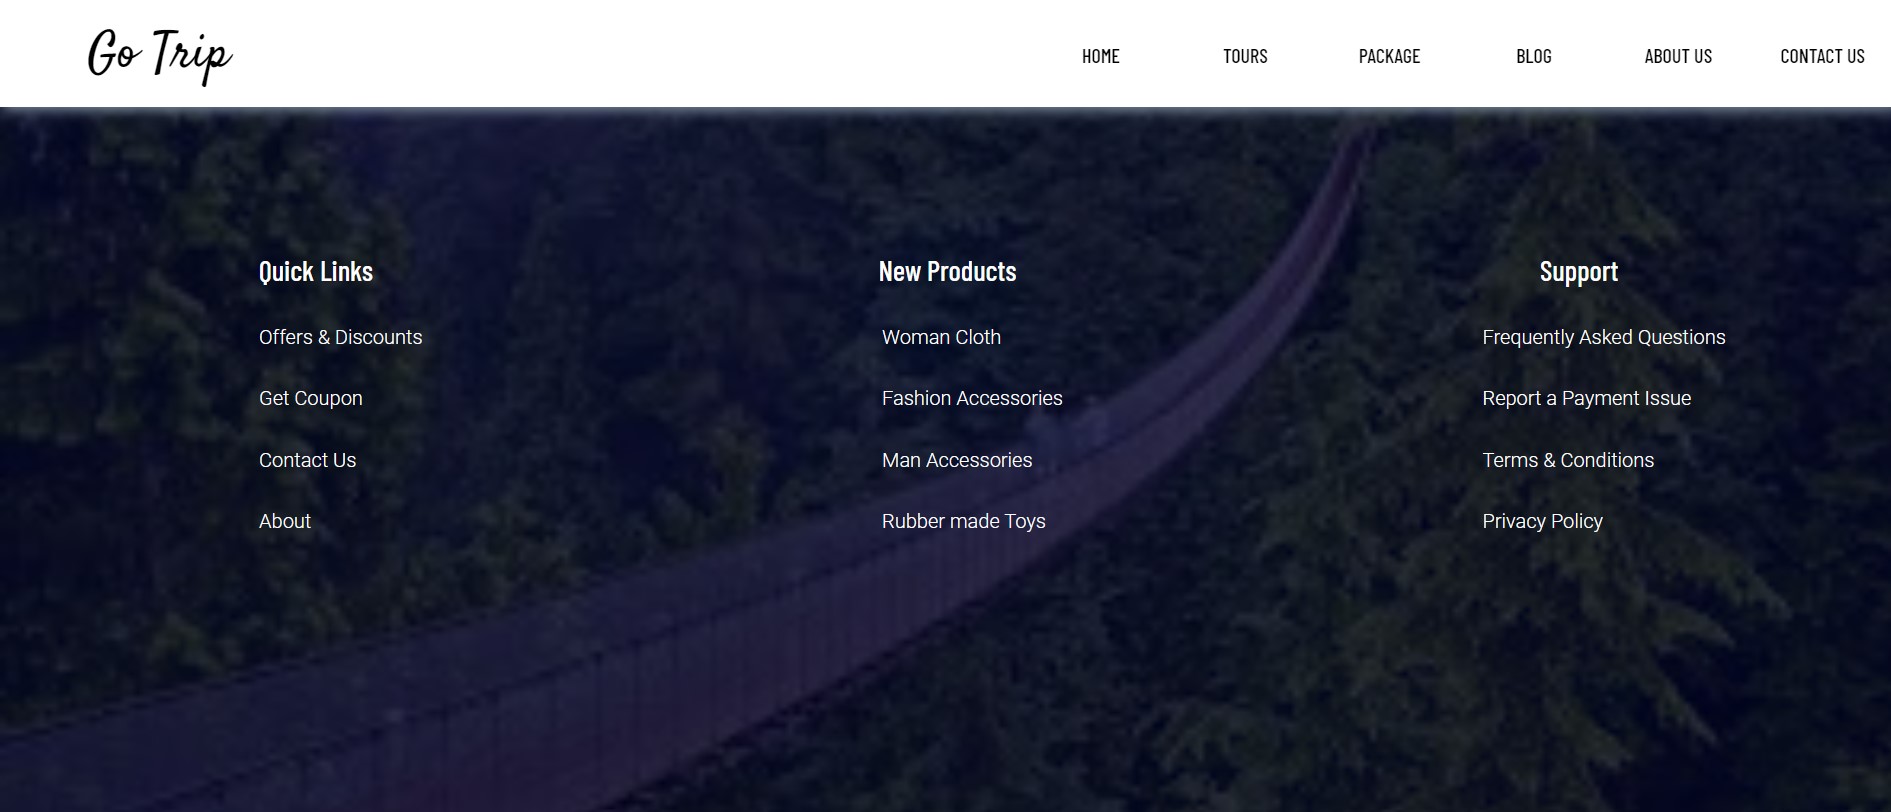 Go Trip
HOME TOURS PACKAGE BLOG ABOUT US CONTACT US
Quick Links
Offers & Discounts
Get Coupon
Contact Us
About
New Products
Woman Cloth
Fashion Accessories
Man Accessories
Rubber made Toys
Support
Frequently Asked Questions
Report a Payment Issue
Terms & Conditions
Privacy Policy